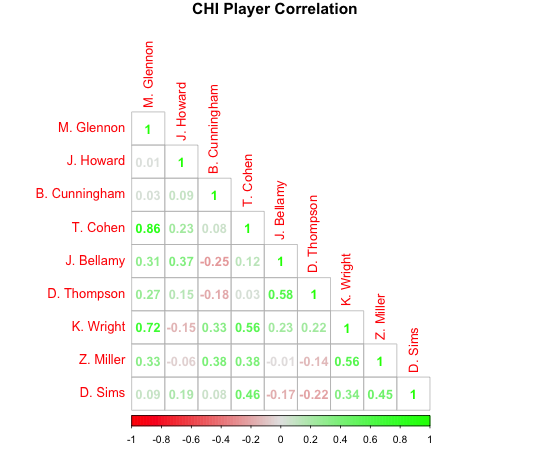 CHI Player Correlation
M. Glennon
J. Howard
B. Cunningham
T. Cohen
J. Bellamy
D. Thompson
K. Wright
Z. Miller
D. Sims
M. Glennon 1
J. Howard 0.01 1
B. Cunningham 0.03 0.09 1
T. Cohen 0.86 0.23 0.08 1
J. Bellamy 0.31 0.37 -0.25 0.12 1
D. Thompson 0.27 0.15 -0.18 0.03 0.58 1
K. Wright 0.72 -0.15 0.33 0.56 0.23 0.22 1
Z. Miller 0.33 -0.06 0.38 0.38 -0.01 -0.14 0.56 1
D. Sims 0.09 0.19 0.08 0.46 -0.17 -0.22 0.34 0.45 1
-1 -0.8 -0.6 -0.4 -0.2 0 0.2 0.4 0.6 0.8 1